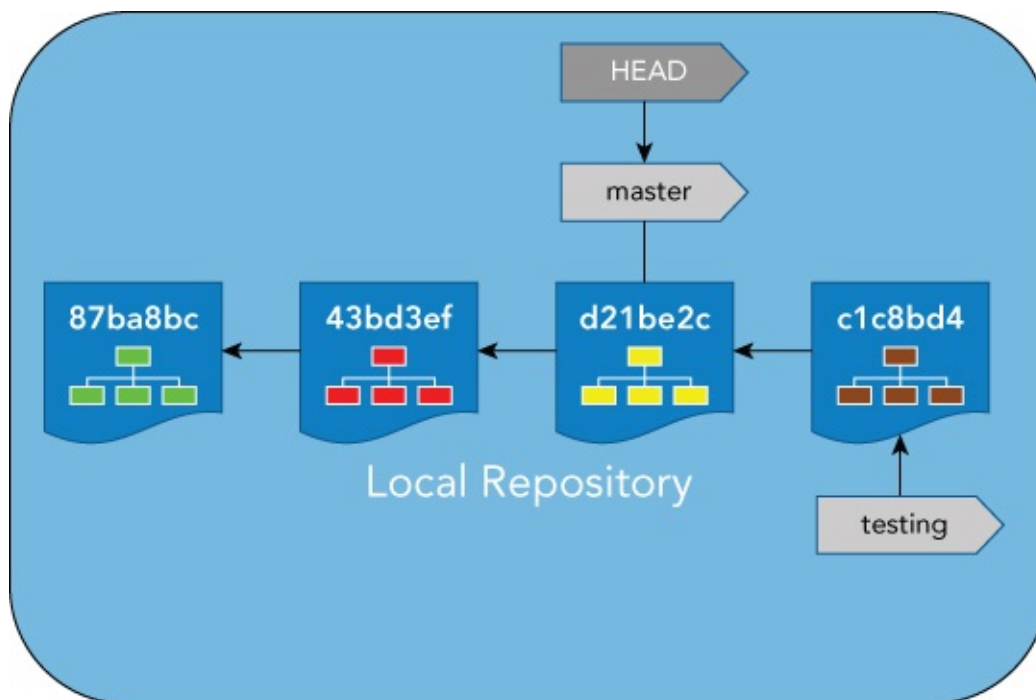 HEAD
master
87ba8bc 43bd3ef d21be2c c1c8bd4
Local Repository
testing